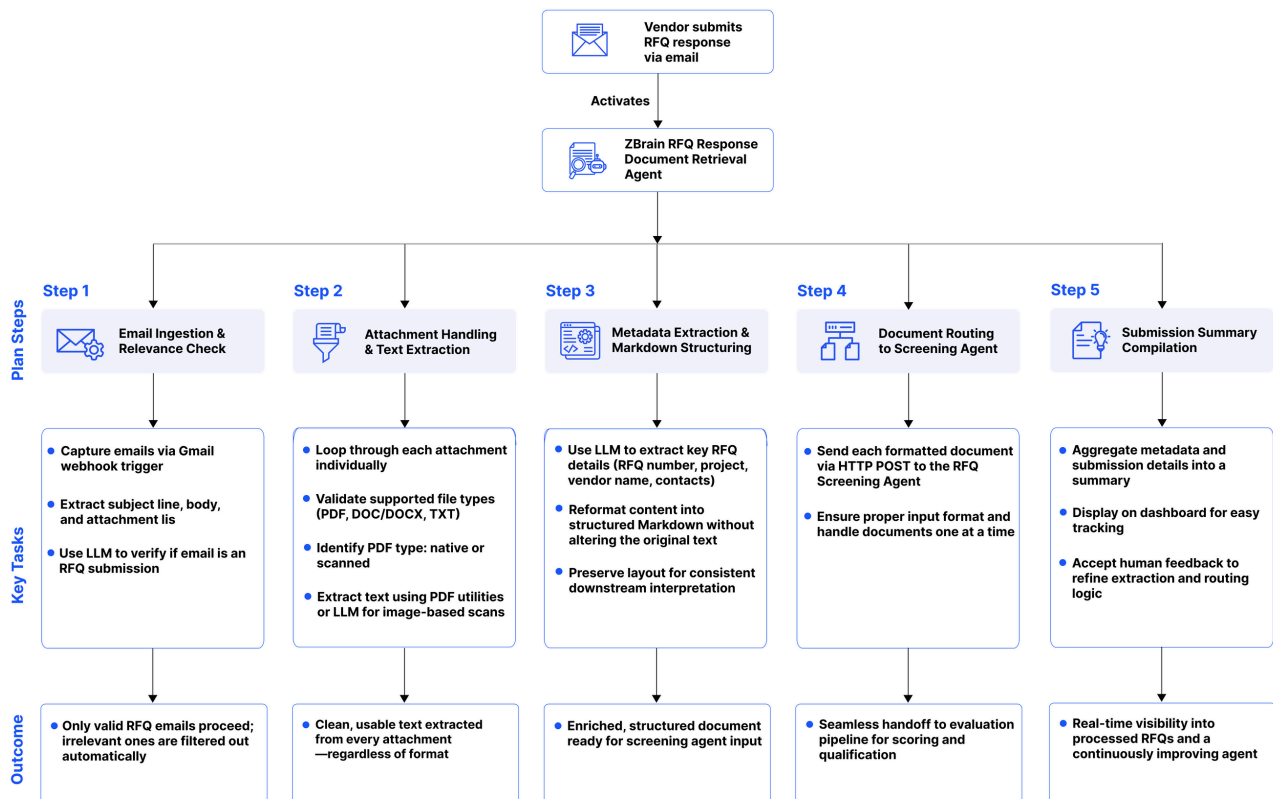 Vendor submits
RFQ response
via email
Activates
ZBrain RFQ Response
Document Retrieval
Agent
Plan Steps
Step 1
Email Ingestion &
Relevance Check
Step 2
Attachment Handling
& Text Extraction
Step 3
Metadata Extraction &
Markdown Structuring
Step 4
Document Routing
to Screening Agent
Step 5
Submission Summary
Compilation
Key Tasks
Capture emails via Gmail
webhook trigger
Extract subject line, body,
and attachment lis
Use LLM to verify if email is an
RFQ submission
Loop through each attachment
individually
Validate supported file types
(PDF, DOC/DOCX, TXT)
Identify PDF type: native or
scanned
Extract text using PDF utilities
or LLM for image-based scans
Use LLM to extract key RFQ
details (RFQ number, project,
vendor name, contacts)
Reformat content into
structured Markdown without
altering the original text
Preserve layout for consistent
downstream interpretation
Send each formatted document
via HTTP POST to the RFQ
Screening Agent
Ensure proper input format and
handle documents one at a time
Aggregate metadata and
submission details into a
summary
Display on dashboard for easy
tracking
Accept human feedback to
refine extraction and routing
logic
Outcome
Only valid RFQ emails proceed;
irrelevant ones are filtered out
automatically
Clean, usable text extracted
from every attachment
—regardless of format
Enriched, structured document
ready for screening agent input
Seamless handoff to evaluation
pipeline for scoring and
qualification
Real-time visibility into
processed RFQs and a
continuously improving agent